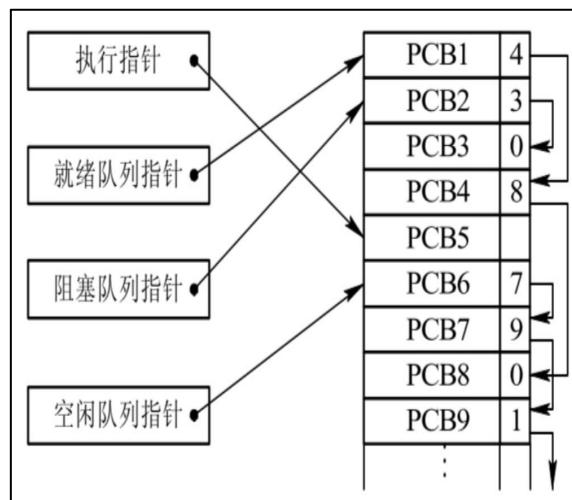 执行指针
就绪队列指针
阻塞队列指针
空闲队列指针
PCB1 4
PCB2 3
PCB3 0
PCB4 8
PCB5
PCB6 7
PCB7 9
PCB8 0
PCB9 1
⋮